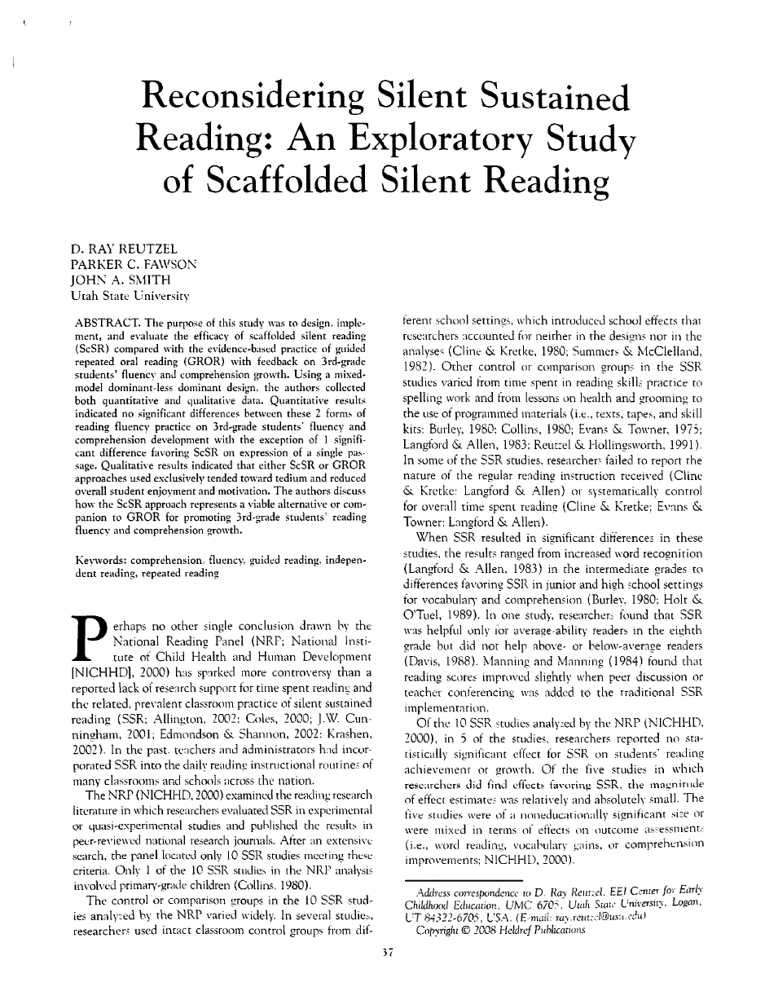 Reconsidering Silent Sustained
Reading: An Exploratory Study
of Scaffolded Silent Reading
D. RAY REUTZEL
PARKER C. FAWSON
JOHN A. SMITH
Utah State University
ABSTRACT. The purpose of this study was to design, imple-
ment, and evaluate the efficacy of scaffolded silent reading
(ScSR) compared with the evidence-based practice of guided
repeated oral reading (GROR) with feedback on 3rd-grade
students' fluency and comprehension growth. Using a mixed-
model dominant-less dominant design, the authors collected
both quantitative and qualitative data. Quantitative results
indicated no significant differences between these 2 forms of
reading fluency practice on 3rd-grade students' fluency and
comprehension development with the exception of 1 signifi-
cant difference favoring ScSR on expression of a single pas-
sage. Qualitative results indicated that either ScSR or GROR
approaches used exclusively tended toward tedium and reduced
overall student enjoyment and motivation. The authors discuss
how the ScSR approach represents a viable alternative or com-
panion to GROR for promoting 3rd-grade students' reading
fluency and comprehension growth.
Keywords: comprehension, fluency, guided reading, indepen-
dent reading, repeated reading
Perhaps no other single conclusion drawn by the
National Reading Panel (NRP; National Insti-
tute of Child Health and Human Development
[NICHHD], 2000) has sparked more controversy than a
reported lack of research support for time spent reading and
the related, prevalent classroom practice of silent sustained
reading (SSR; Allington, 2002; Coles, 2000; J.W. Cun-
ningham, 2001; Edmondson & Shannon, 2002; Krashen,
2002). In the past, teachers and administrators had incor-
porated SSR into the daily reading instructional routines of
many classrooms and schools across the nation.
The NRP (NICHHD, 2000) examined the reading research
literature in which researchers evaluated SSR in experimental
or quasi-experimental studies and published the results in
peer-reviewed national research journals. After an extensive
search, the panel located only 10 SSR studies meeting these
criteria. Only 1 of the 10 SSR studies in the NRP analysis
involved primary-grade children (Collins, 1980).
The control or comparison groups in the 10 SSR stud-
ies analyzed by the NRP varied widely. In several studies,
researchers used intact classroom control groups from dif-
ferent school settings, which introduced school effects that
researchers accounted for neither in the designs nor in the
analyses (Cline & Kretke, 1980; Summers & McClelland,
1982). Other control or comparison groups in the SSR
studies varied from time spent in reading skills practice to
spelling work and from lessons on health and grooming to
the use of programmed materials (i.e., texts, tapes, and skill
kits; Burley, 1980; Collins, 1980; Evans & Towner, 1975;
Langford & Allen, 1983; Reutzel & Hollingsworth, 1991).
In some of the SSR studies, researchers failed to report the
nature of the regular reading instruction received (Cline
& Kretke; Langford & Allen) or systematically control
for overall time spent reading (Cline & Kretke; Evans &
Towner; Langford & Allen).
When SSR resulted in significant differences in these
studies, the results ranged from increased word recognition
(Langford & Allen, 1983) in the intermediate grades to
differences favoring SSR in junior and high school settings
for vocabulary and comprehension (Burley, 1980; Holt &
O'Tuel, 1989). In one study, researchers found that SSR
was helpful only for average-ability readers in the eighth
grade but did not help above- or below-average readers
(Davis, 1988). Manning and Manning (1984) found that
reading scores improved slightly when peer discussion or
teacher conferencing was added to the traditional SSR
implementation.
Of the 10 SSR studies analyzed by the NRP (NICHHD,
2000), in 5 of the studies, researchers reported no sta-
tistically significant effect for SSR on students' reading
achievement or growth. Of the five studies in which
researchers did find effects favoring SSR, the magnitude
of effect estimates was relatively and absolutely small. The
five studies were of a noneducationally significant size or
were mixed in terms of effects on outcome assessments
(i.e., word reading, vocabulary gains, or comprehension
improvements; NICHHD, 2000).
Address correspondence to D. Ray Reutzel, EEJ Center for Early
Childhood Education, UMC 6705, Utah State University, Logan,
UT 84322-6705, USA. (E-mail: ray.reutzel@usu.edu)
Copyright © 2008 Heldref Publications
37